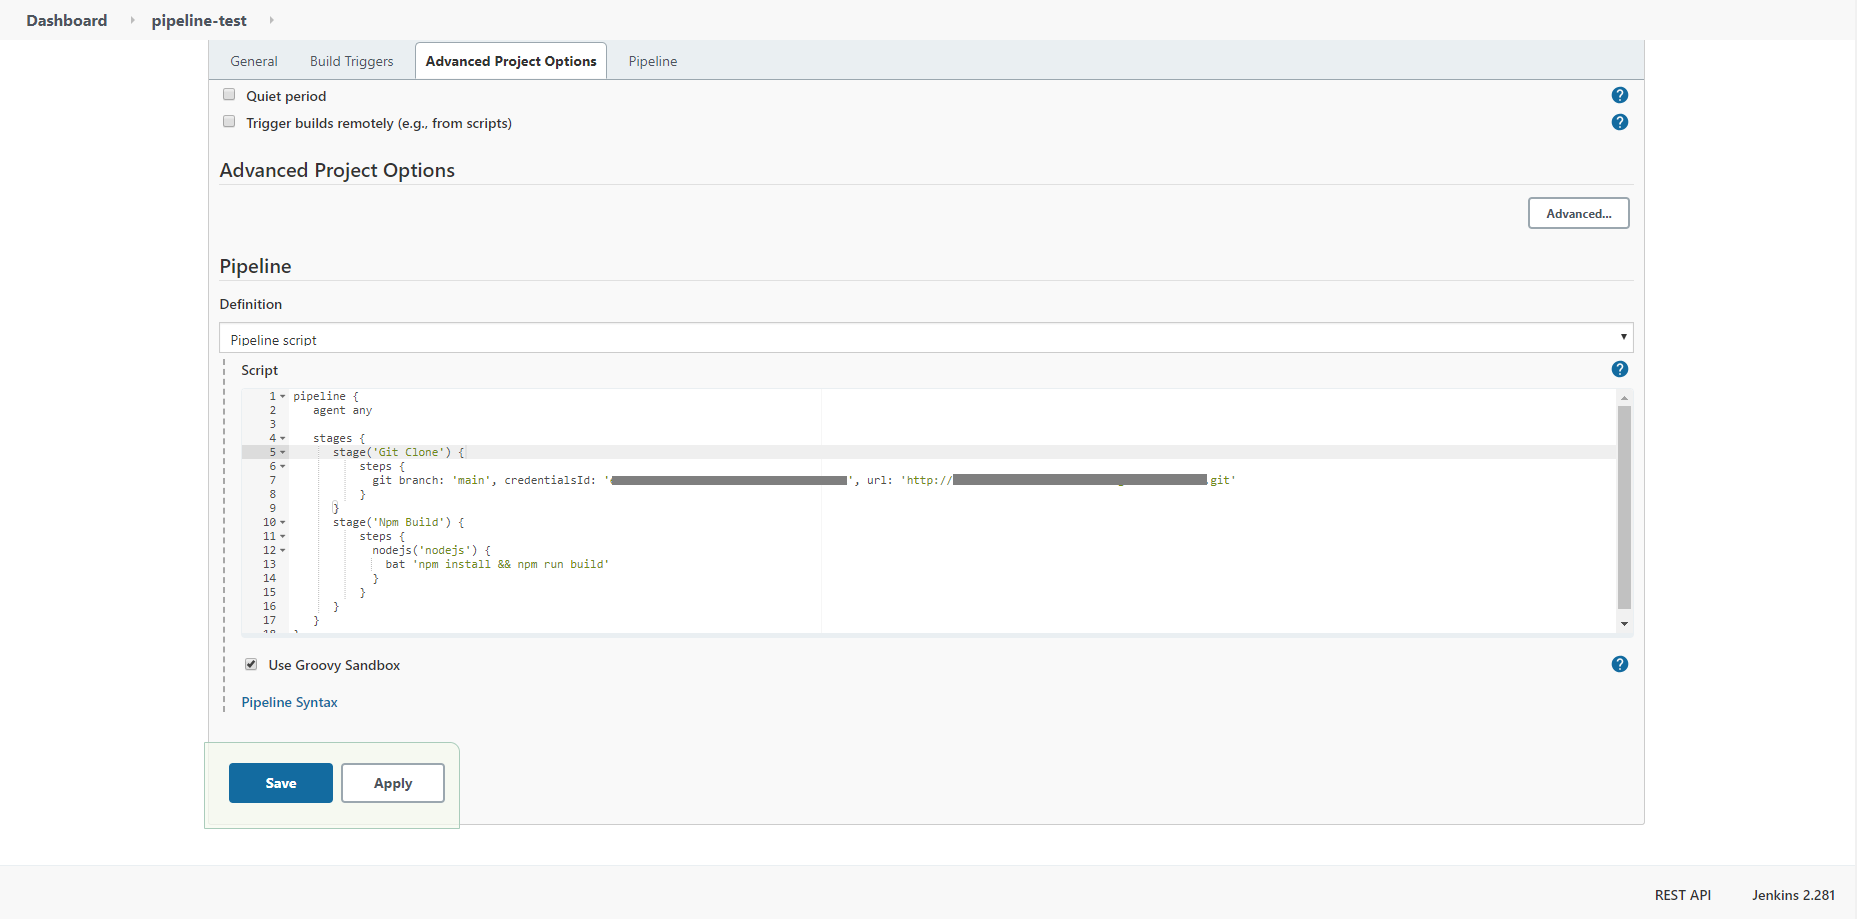 Dashboard pipeline-test
General Build Triggers Advanced Project Options Pipeline
Quiet period
Trigger builds remotely (e.g., from scripts)
Advanced Project Options
Advanced...
Pipeline
Definition
Pipeline script
Script
1 pipeline {
2 agent any
3
4 stages {
5 stage('Git Clone') {
6 steps {
7 git branch: 'main', credentialsId: '', url: 'http://.git'
8 }
9 }
10 stage('Npm Build') {
11 steps {
12 nodejs('nodejs') {
13 bat 'npm install && npm run build'
14 }
15 }
16 }
17 }
18 }
Use Groovy Sandbox
Pipeline Syntax
Save Apply
REST API Jenkins 2.281